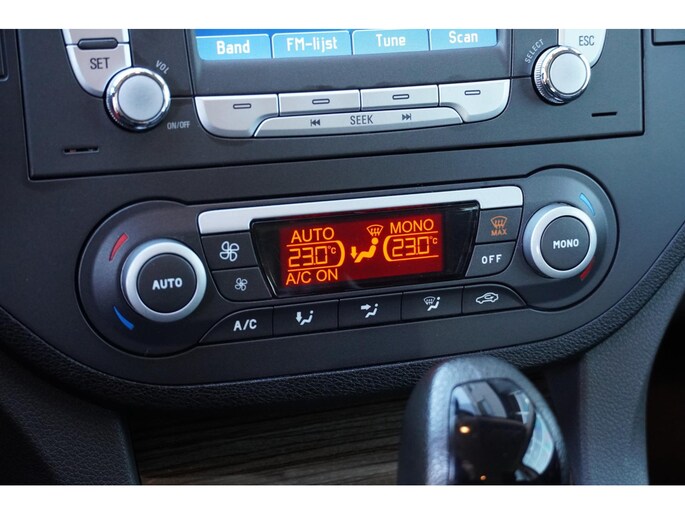 Band FM-lijst Tune Scan
SET
VOL
ON/OFF
SEEK
SELECT
ESC
AUTO MONO
23.0°C 23.0°C
A/C ON
AUTO
MAX
OFF
MONO
A/C